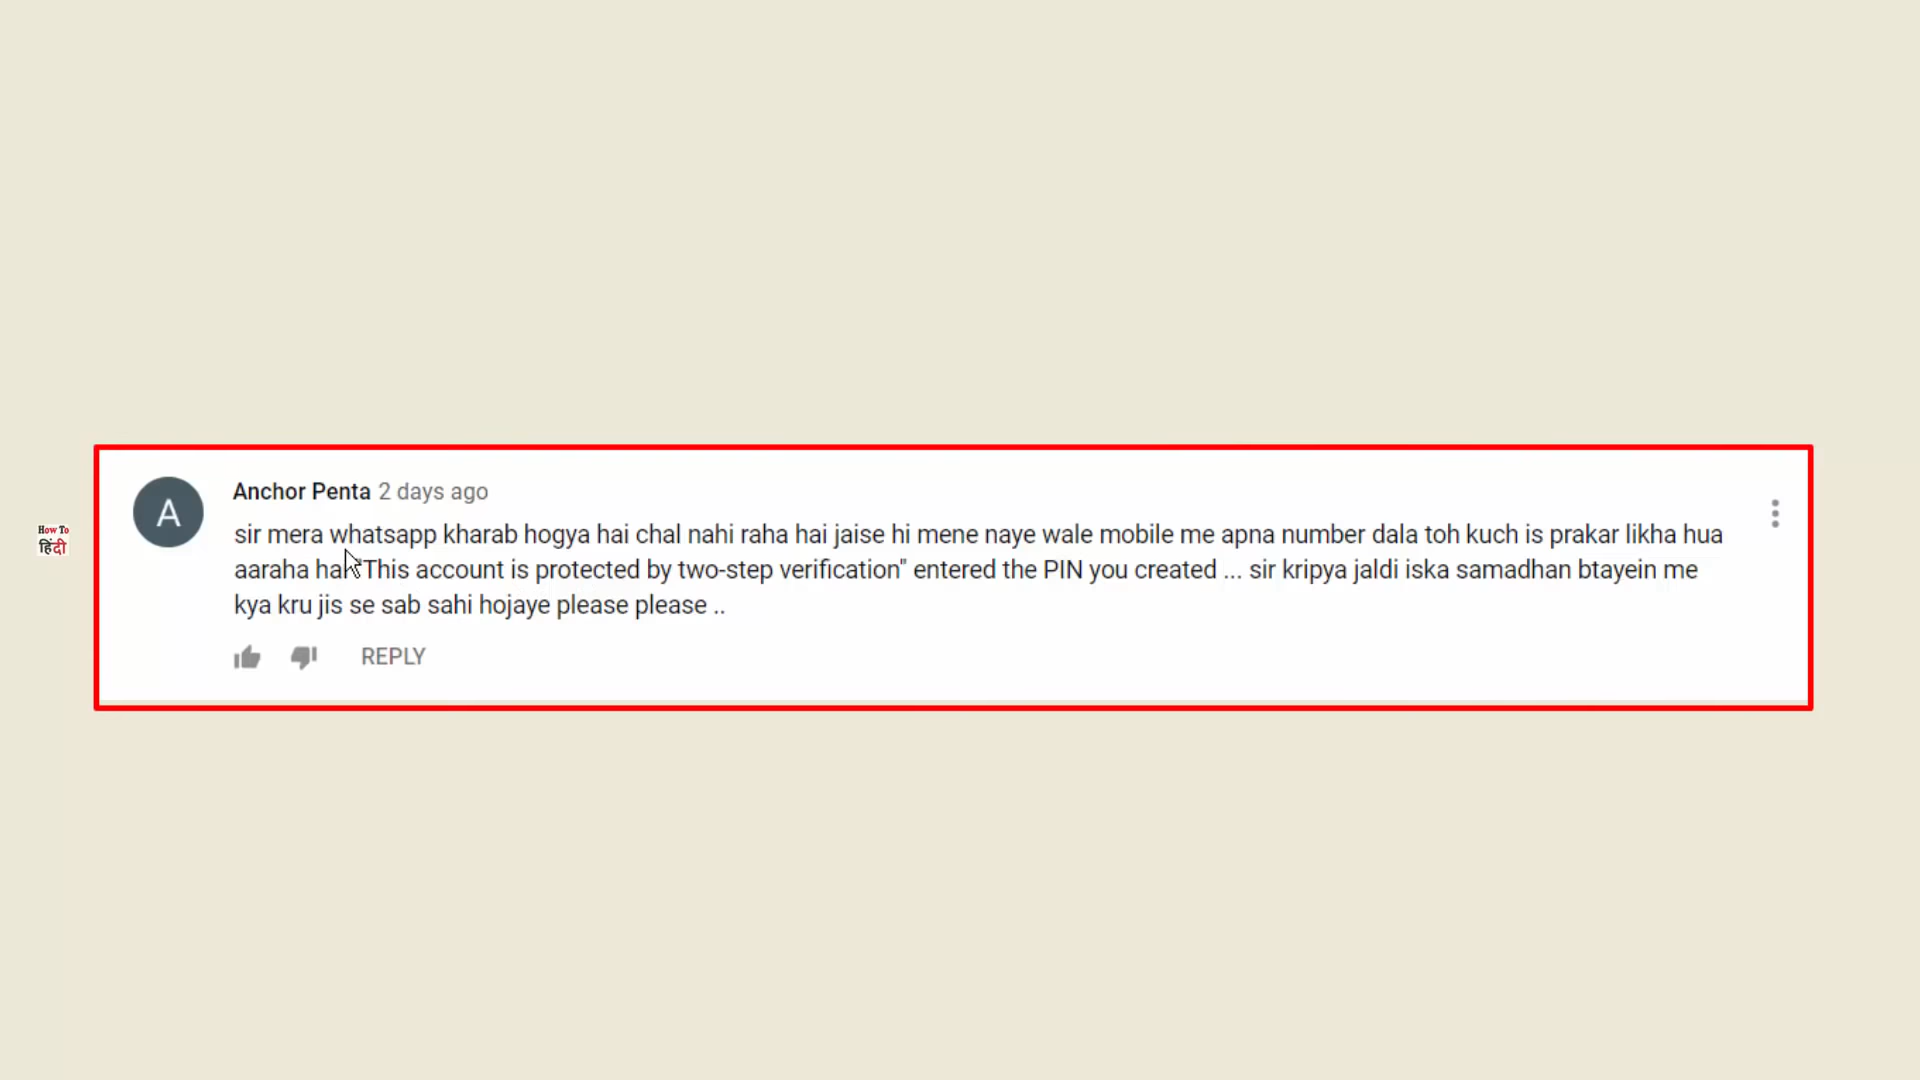 Anchor Penta 2 days ago
A
sir mera whatsapp kharab hogya hai chal nahi raha hai jaise hi mene naye wale mobile me apna number dala toh kuch is prakar likha hua
aaraha hai "This account is protected by two-step verification" entered the PIN you created ... sir kripya jaldi iska samadhan btayein me
kya kru jis se sab sahi hojaye please please ..
REPLY
How To
हिंदी